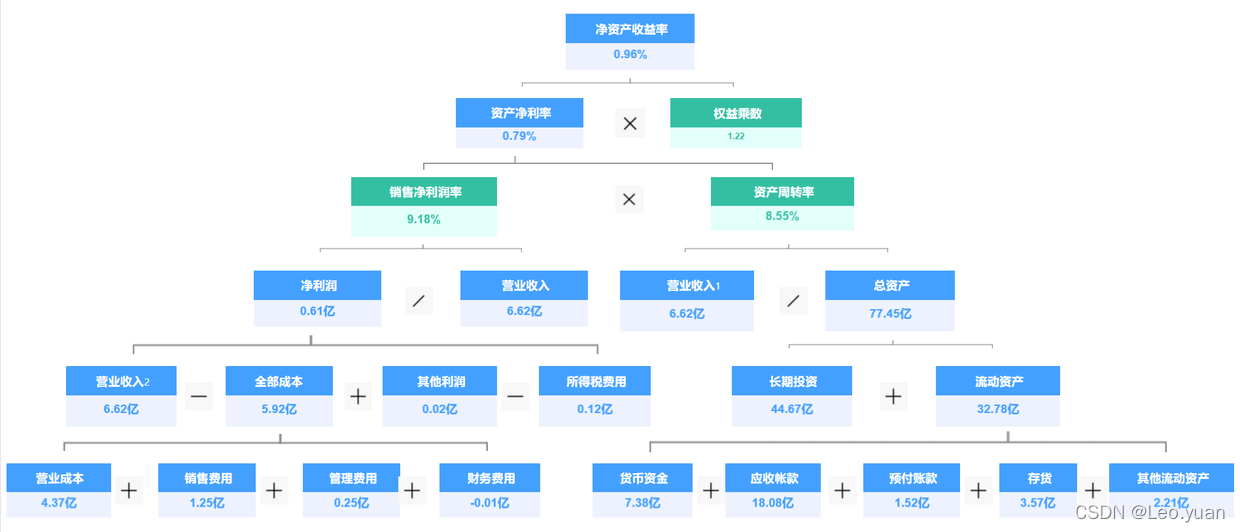 净资产收益率
0.96%
资产净利率
0.79%
×
权益乘数
1.22
销售净利润率
9.18%
×
资产周转率
8.55%
净利润
0.61亿
/
营业收入
6.62亿
营业收入1
6.62亿
/
总资产
77.45亿
营业收入2
6.62亿
—
全部成本
5.92亿
+
其他利润
0.02亿
—
所得税费用
0.12亿
长期投资
44.67亿
+
流动资产
32.78亿
营业成本
4.37亿
+
销售费用
1.25亿
+
管理费用
0.25亿
+
财务费用
-0.01亿
货币资金
7.38亿
+
应收帐款
18.08亿
+
预付账款
1.52亿
+
存货
3.57亿
+
其他流动资产
2.21亿
CSDN @Leo.yuan